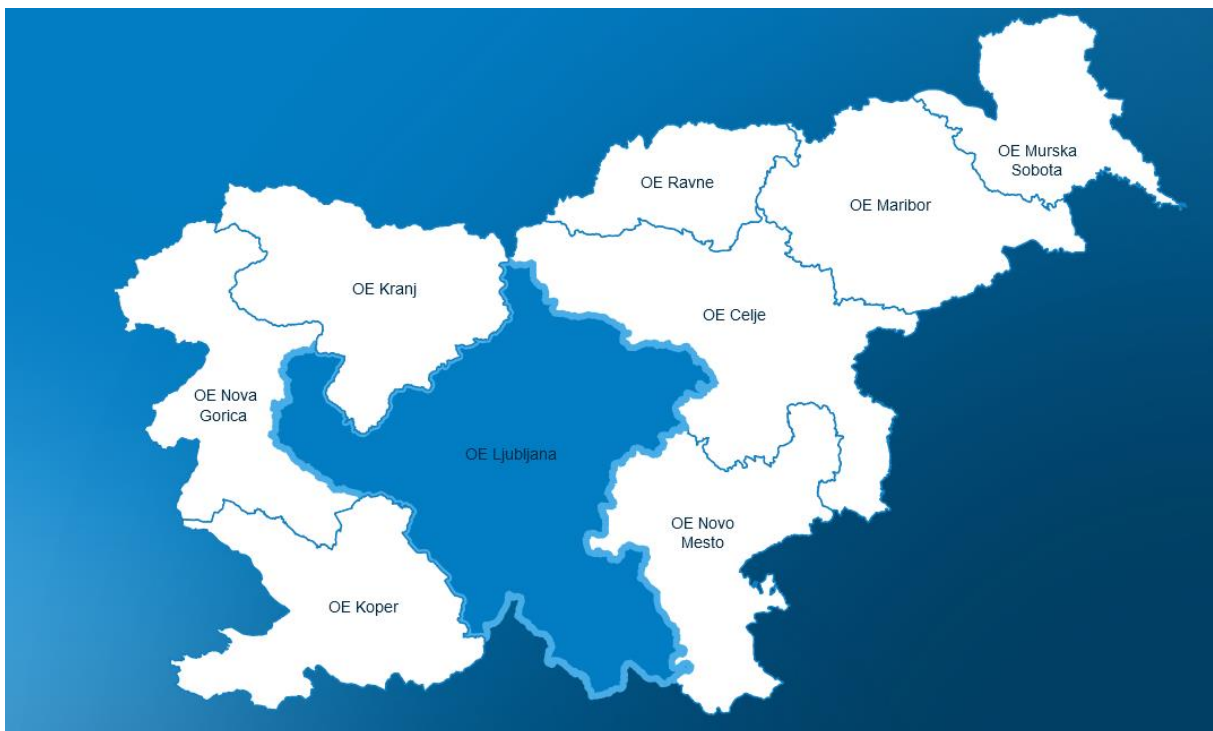 OE Murska
Sobota
OE Ravne
OE Maribor
OE Kranj
OE Celje
OE Nova
Gorica
OE Ljubljana
OE Novo
Mesto
OE Koper